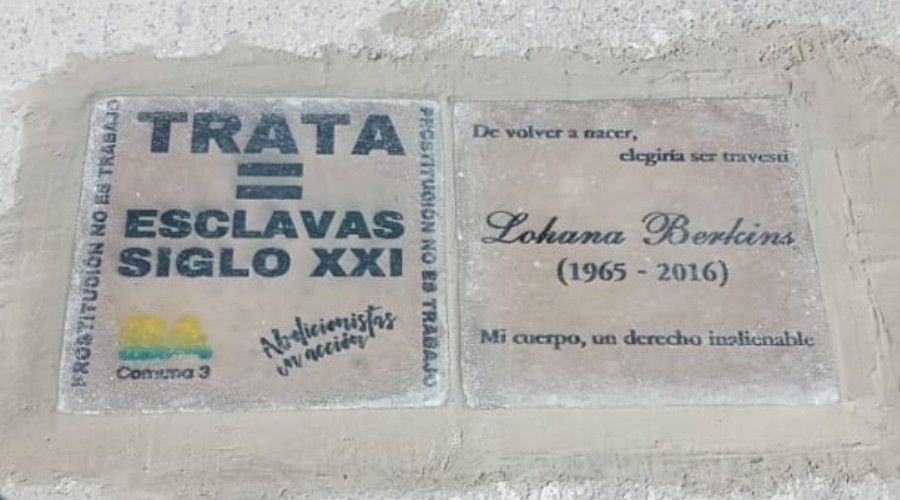 TRATA
=
ESCLAVAS
SIGLO XXI
PROSTITUCIÓN NO ES TRABAJO
PROSTITUCIÓN NO ES TRABAJO
BA
Comuna 3
Abolicionistas
en acción
De volver a nacer,
elegiría ser travesti
Lohana Berkins
(1965 - 2016)
Mi cuerpo, un derecho inalienable